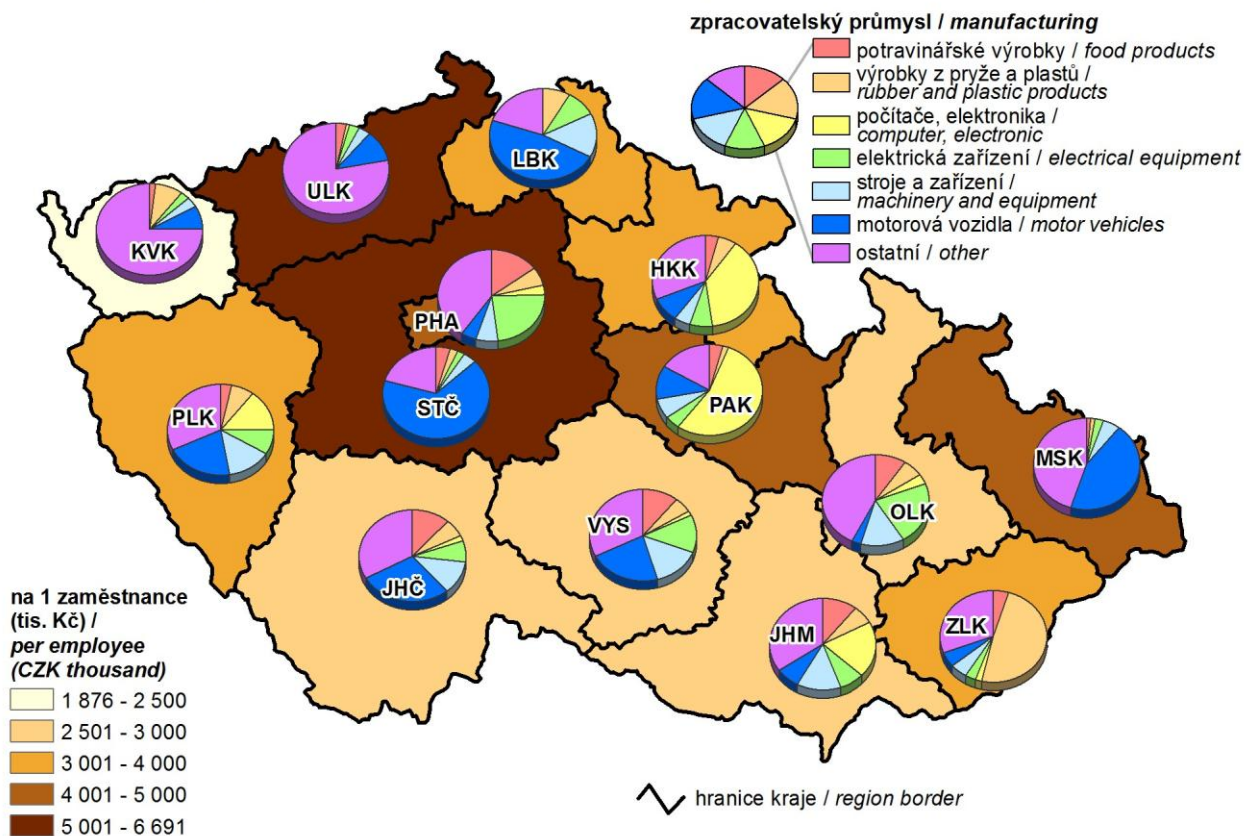 zpracovatelský průmysl / manufacturing
potravinářské výrobky / food products
výrobky z pryže a plastů /
rubber and plastic products
počítače, elektronika /
computer, electronic
elektrická zařízení / electrical equipment
stroje a zařízení /
machinery and equipment
motorová vozidla / motor vehicles
ostatní / other
LBK
ULK
KVK
HKK
PHA
STČ
PAK
PLK
MSK
OLK
VYS
JHČ
JHM
ZLK
na 1 zaměstnance
(tis. Kč) /
per employee
(CZK thousand)
1 876 - 2 500
2 501 - 3 000
3 001 - 4 000
4 001 - 5 000
5 001 - 6 691
hranice kraje / region border